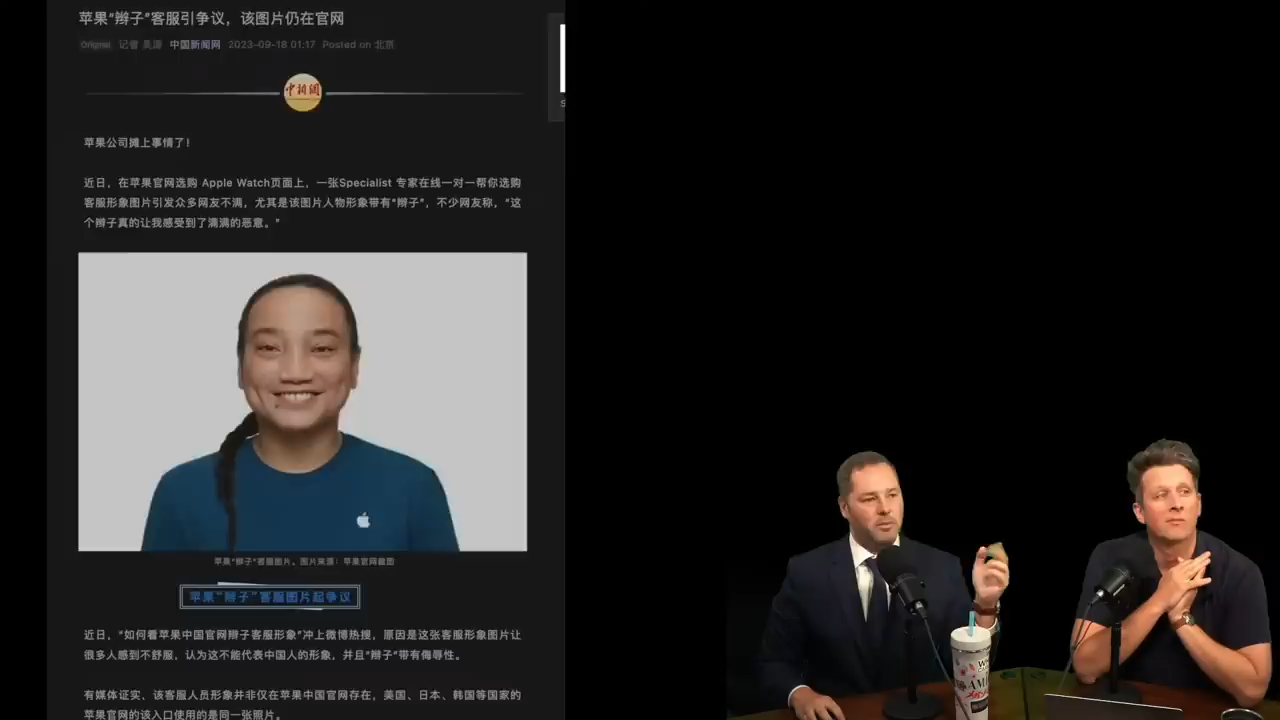 苹果“辫子”客服引争议，该图片仍在官网
Original 记者 吴涛 中国新闻网 2023-09-18 01:17 Posted on 北京
中新网
苹果公司摊上事情了！
近日，在苹果官网选购 Apple Watch页面上，一张Specialist 专家在线一对一帮你选购
客服形象图片引发众多网友不满，尤其是该图片人物形象带有“辫子”，不少网友称，“这
个辫子真的让我感受到了满满的恶意。”
苹果“辫子”客服图片。图片来源：苹果官网截图
苹果“辫子”客服图片起争议
近日，“如何看苹果中国官网辫子客服形象”冲上微博热搜，原因是这张客服形象图片让
很多人感到不舒服，认为这不能代表中国人的形象，并且“辫子”带有侮辱性。
有媒体证实、该客服人员形象并非仅在苹果中国官网存在，美国、日本、韩国等国家的
苹果官网的该入口使用的是同一张照片。